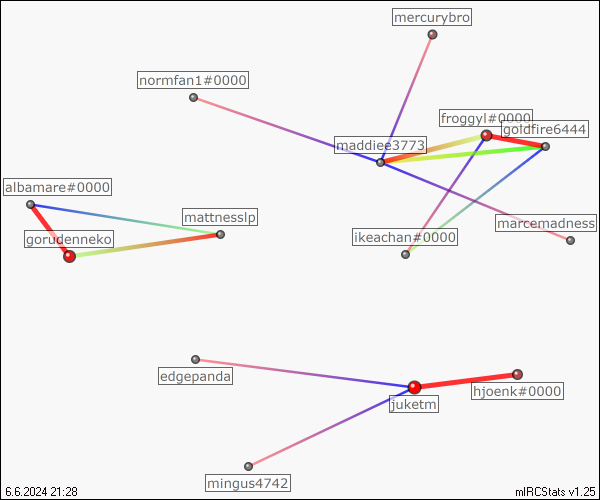 mercurybro
normfan1#0000
froggyl#0000
goldfire6444
maddiee3773
albamare#0000
mattnesslp
marcemadness
gorudenneko
ikeachan#0000
edgepanda
hjoenk#0000
juketm
mingus4742
6.6.2024 21:28
mIRCStats v1.25